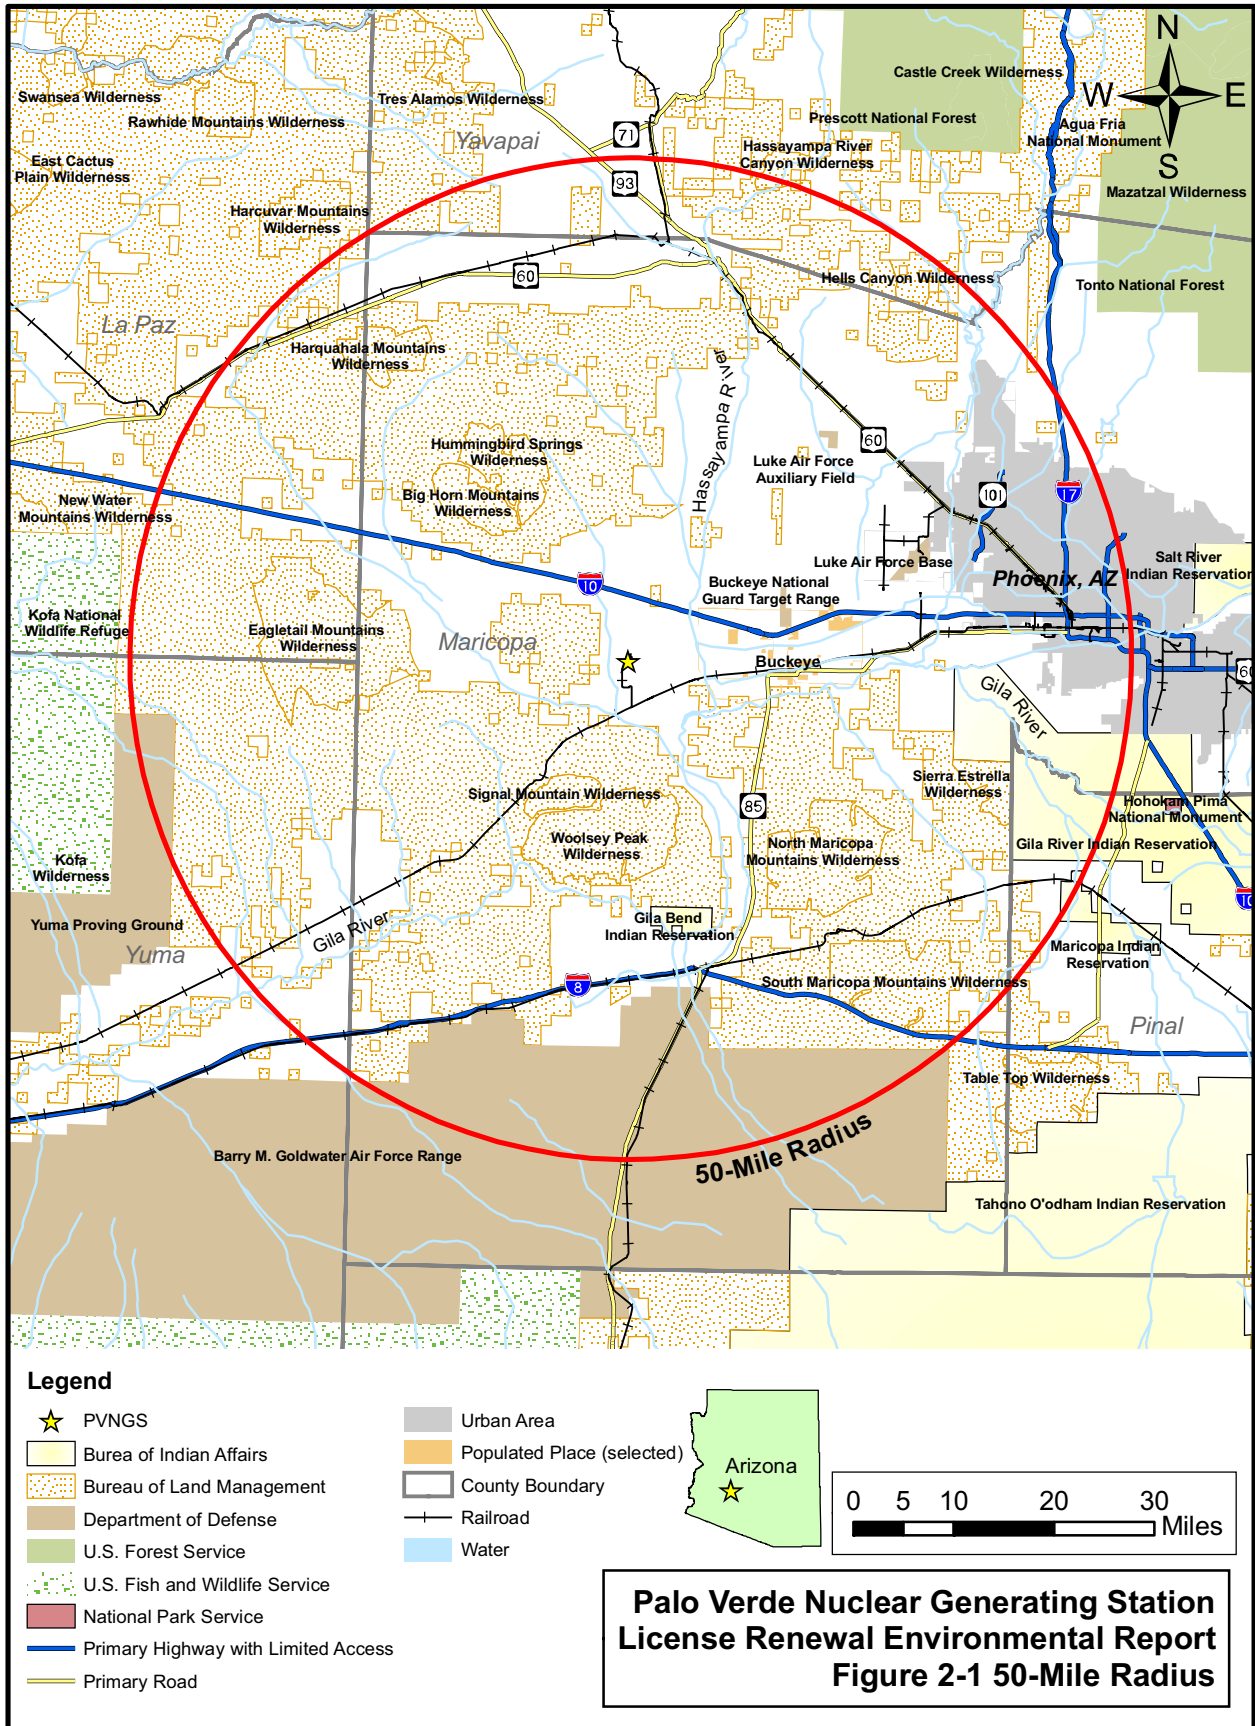 N
Castle Creek Wilderness
W
E
Swansea Wilderness
Tres Alamos Wilderness
Rawhide Mountains Wilderness
Prescott National Forest
Agua Fria
National Monument
Yavapai
71
Hassayampa River
Canyon Wilderness
S
East Cactus
Plain Wilderness
93
Mazatzal Wilderness
Harcuvar Mountains
Wilderness
60
Hells Canyon Wilderness
Tonto National Forest
La Paz
Harquahala Mountains
Wilderness
Hassayampa River
Hummingbird Springs
Wilderness
60
Luke Air Force
Auxiliary Field
Big Horn Mountains
Wilderness
101
17
New Water
Mountains Wilderness
Luke Air Force Base
Salt River
Indian Reservation
Phoenix, AZ
10
Buckeye National
Guard Target Range
Kofa National
Wildlife Refuge
Eagletail Mountains
Wilderness
Maricopa
Buckeye
60
Gila River
Signal Mountain Wilderness
Sierra Estrella
Wilderness
85
Hohokam Pima
National Monument
Woolsey Peak
Wilderness
North Maricopa
Mountains Wilderness
Gila River Indian Reservation
Kofa
Wilderness
10
Yuma Proving Ground
Gila River
Gila Bend
Indian Reservation
Yuma
Maricopa Indian
Reservation
8
South Maricopa Mountains Wilderness
Pinal
Table Top Wilderness
50-Mile Radius
Barry M. Goldwater Air Force Range
Tahono O'odham Indian Reservation
Legend
PVNGS
Burea of Indian Affairs
Bureau of Land Management
Department of Defense
U.S. Forest Service
U.S. Fish and Wildlife Service
National Park Service
Primary Highway with Limited Access
Primary Road
Urban Area
Populated Place (selected)
County Boundary
Railroad
Water
Arizona
0 5 10 20 30
Miles
Palo Verde Nuclear Generating Station
License Renewal Environmental Report
Figure 2-1 50-Mile Radius